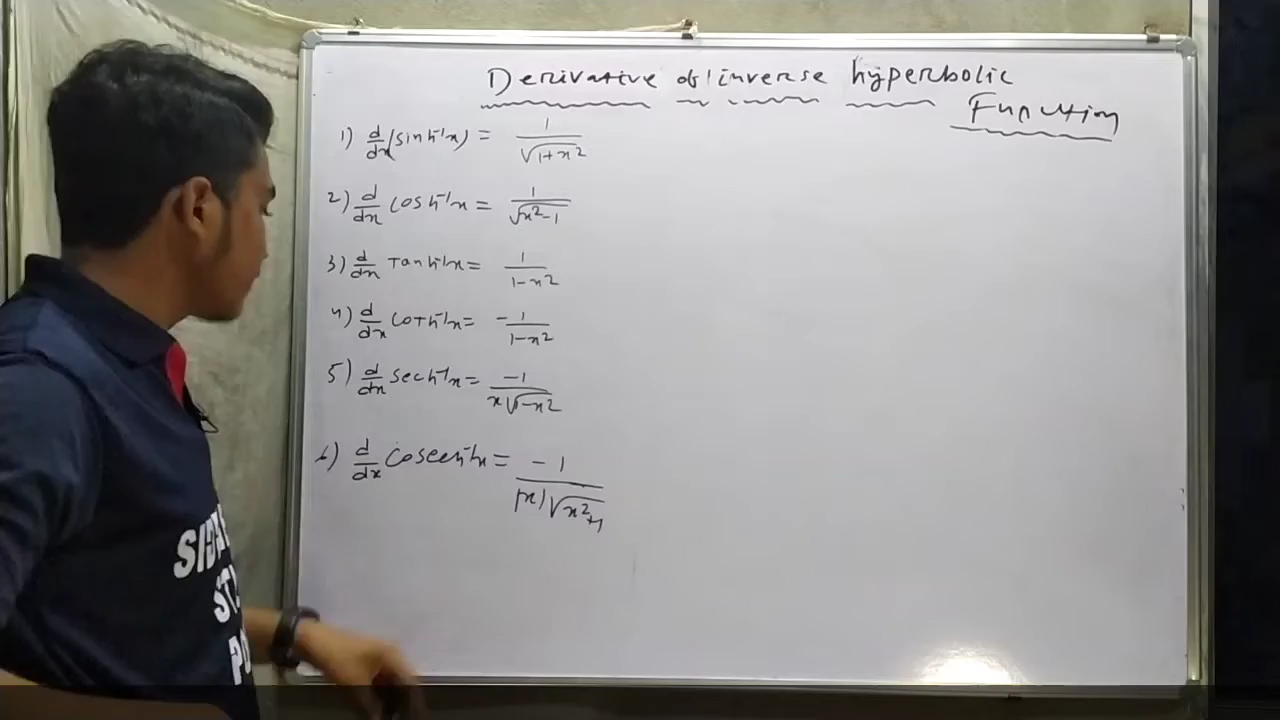 Derivative of inverse hyperbolic
Function
1) d/dx (sinh⁻¹x) = 1/√(1+x²)
2) d/dx cosh⁻¹x = 1/√(x²-1)
3) d/dx Tanh⁻¹x = 1/(1-x²)
4) d/dx coth⁻¹x = -1/(1-x²)
5) d/dx sech⁻¹x = -1/(x√(1-x²))
6) d/dx cosech⁻¹x = -1/(|x|√(x²+1))